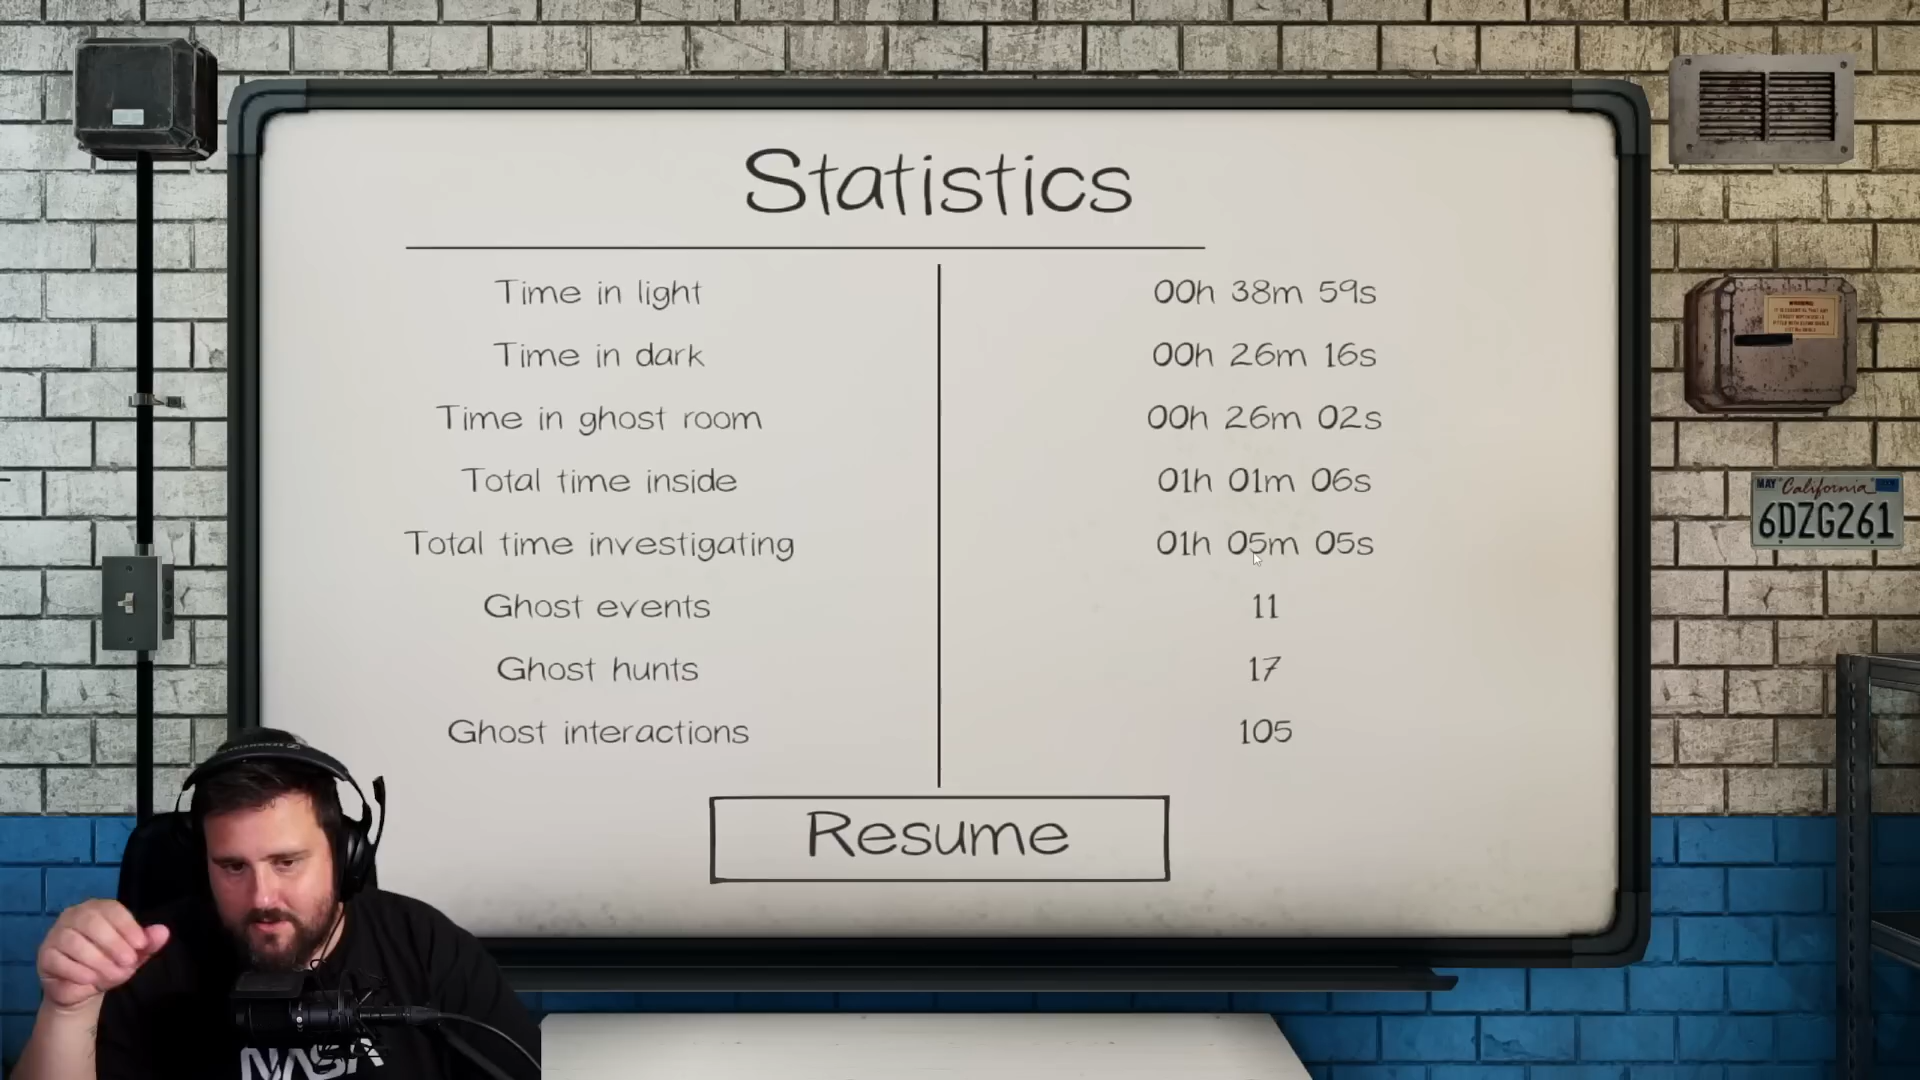 Statistics
Time in light 00h 38m 59s
Time in dark 00h 26m 16s
Time in ghost room 00h 26m 02s
Total time inside 01h 01m 06s
Total time investigating 01h 05m 05s
Ghost events 11
Ghost hunts 17
Ghost interactions 105
Resume
MAY California
6DZG261
WARNING
NASA